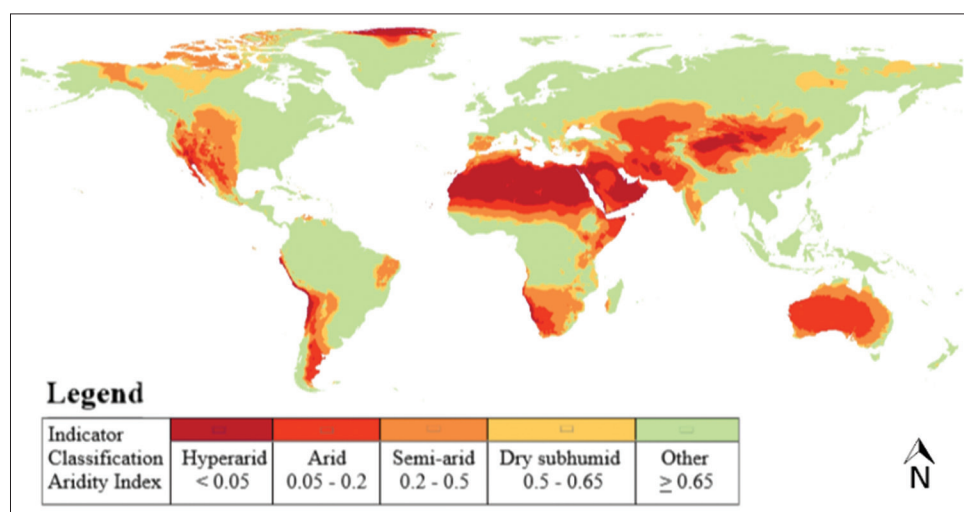 Legend
Indicator
Classification Hyperarid Arid Semi-arid Dry subhumid Other
Aridity Index < 0.05 0.05 - 0.2 0.2 - 0.5 0.5 - 0.65 ≥ 0.65
N